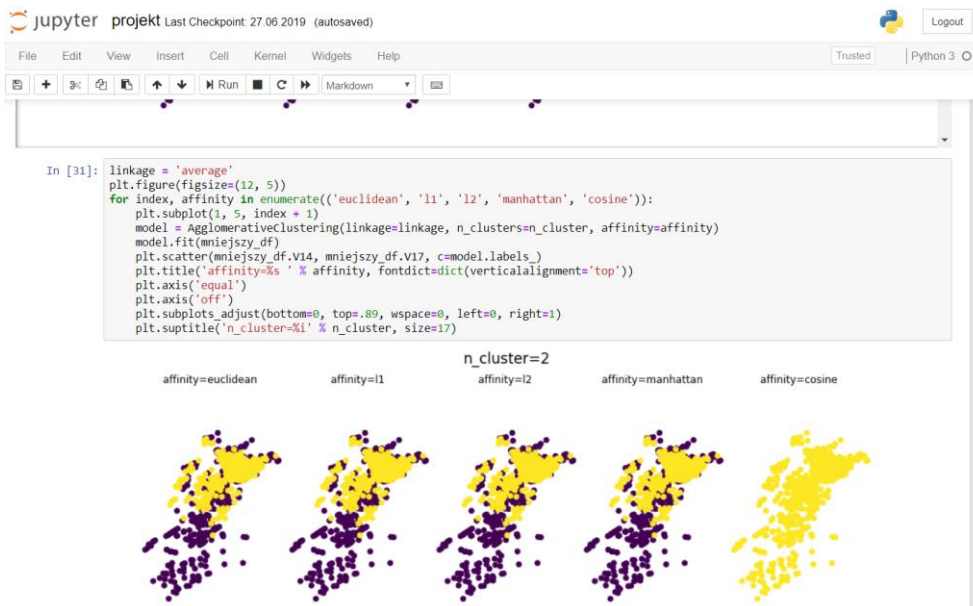 jupyter projekt Last Checkpoint: 27.06.2019 (autosaved)
Logout
File Edit View Insert Cell Kernel Widgets Help
Trusted
Python 3
Run
Markdown
In [31]: linkage = 'average'
plt.figure(figsize=(12, 5))
for index, affinity in enumerate(('euclidean', 'l1', 'l2', 'manhattan', 'cosine')):
    plt.subplot(1, 5, index + 1)
    model = AgglomerativeClustering(linkage=linkage, n_clusters=n_cluster, affinity=affinity)
    model.fit(mniejszy_df)
    plt.scatter(mniejszy_df.V14, mniejszy_df.V17, c=model.labels_)
    plt.title('affinity=%s ' % affinity, fontdict=dict(verticalalignment='top'))
    plt.axis('equal')
    plt.axis('off')
    plt.subplots_adjust(bottom=0, top=.89, wspace=0, left=0, right=1)
    plt.suptitle('n_cluster=%i' % n_cluster, size=17)
n_cluster=2
affinity=euclidean affinity=l1 affinity=l2 affinity=manhattan affinity=cosine